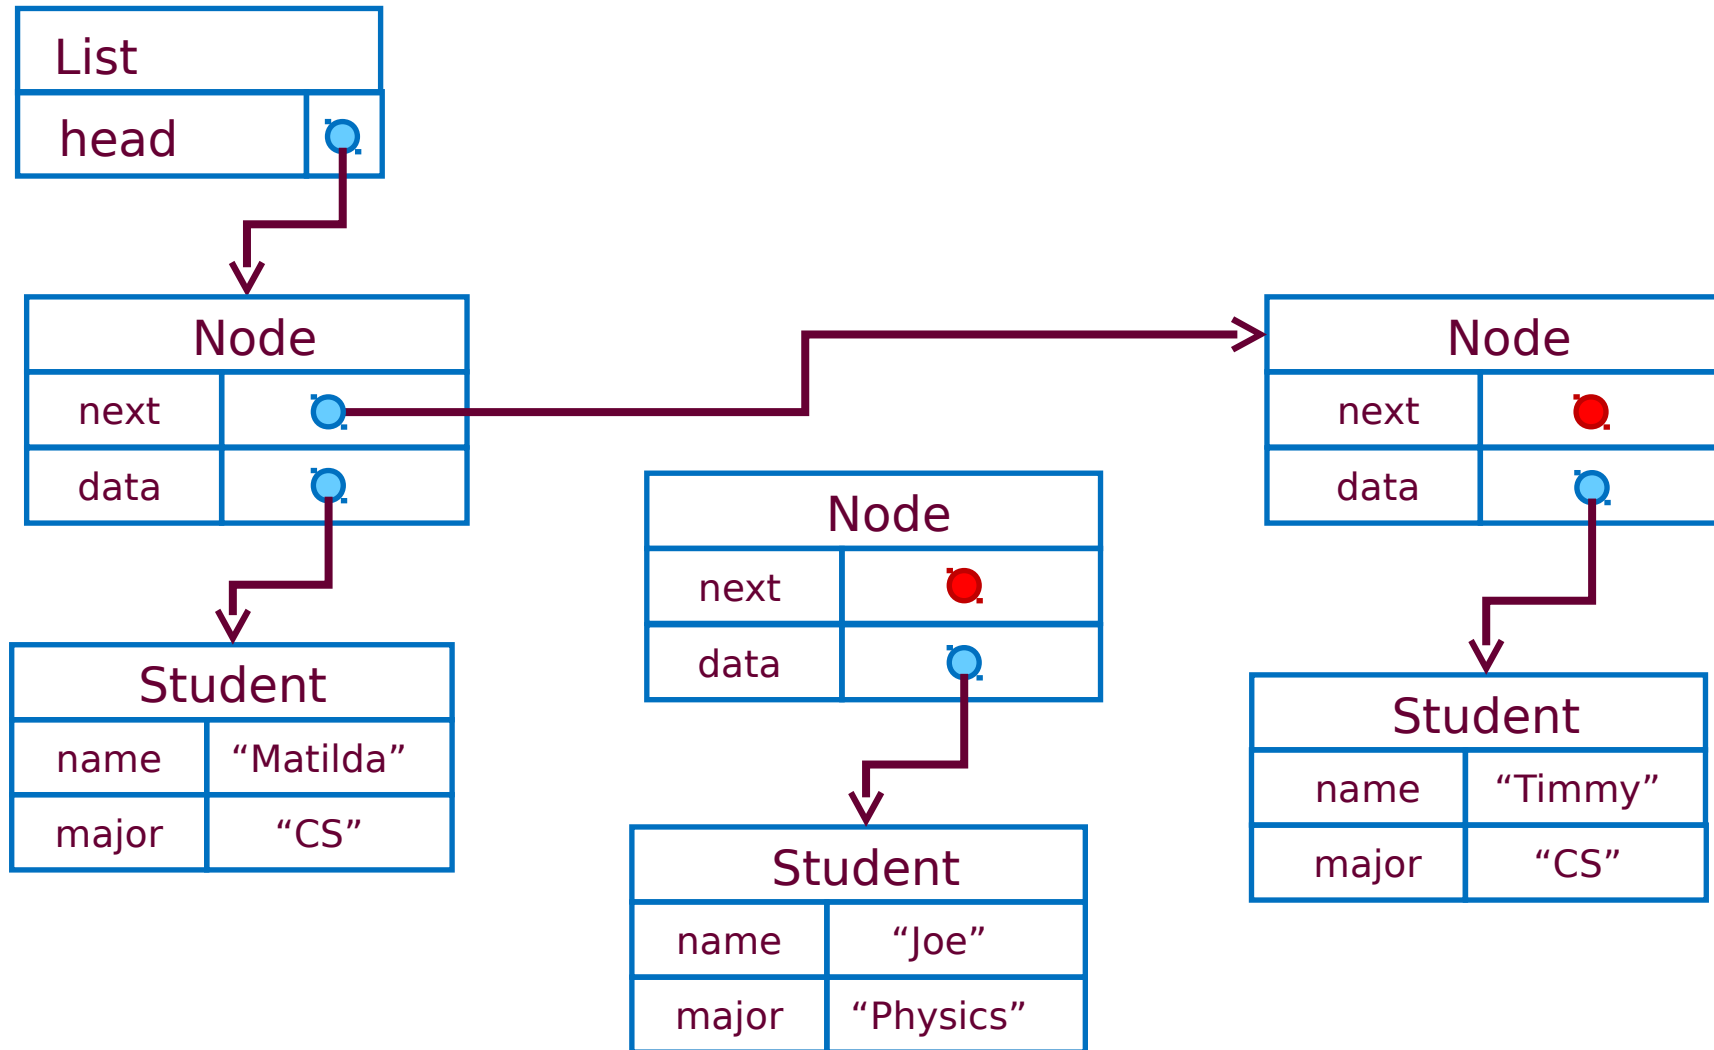 List
head
Node
next
data
Student
name “Matilda”
major “CS”
Node
next
data
Student
name “Joe”
major “Physics”
Node
next
data
Student
name “Timmy”
major “CS”